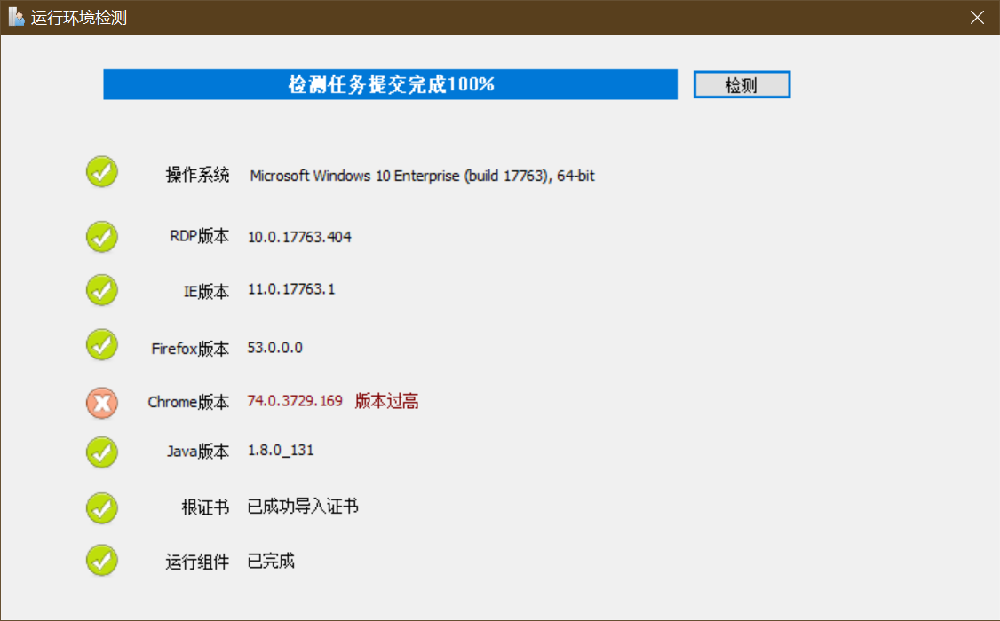 运行环境检测
检测任务提交完成100% 检测
操作系统 Microsoft Windows 10 Enterprise (build 17763), 64-bit
RDP版本 10.0.17763.404
IE版本 11.0.17763.1
Firefox版本 53.0.0.0
Chrome版本 74.0.3729.169 版本过高
Java版本 1.8.0_131
根证书 已成功导入证书
运行组件 已完成